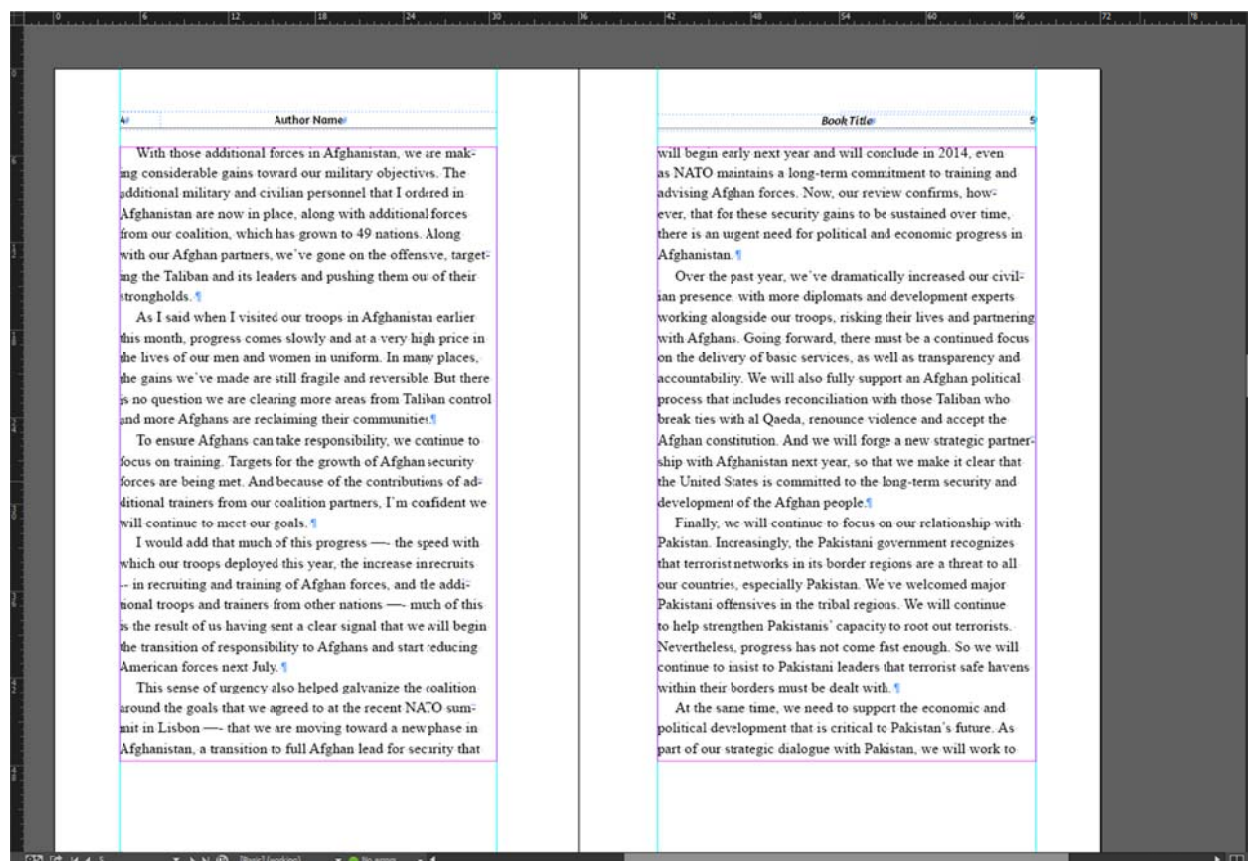 0 6 12 18 24 30 36 48 54 60 66 72 78
4 Author Name
With those additional forces in Afghanistan, we are mak-
ing considerable gains toward our military objectives. The
additional military and civilian personnel that I ordered in
Afghanistan are now in place, along with additional forces
from our coalition, which has grown to 49 nations. Along
with our Afghan partners, we've gone on the offensive, target-
ing the Taliban and its leaders and pushing them out of their
strongholds. ¶
As I said when I visited our troops in Afghanistan earlier
this month, progress comes slowly and at a very high price in
the lives of our men and women in uniform. In many places,
the gains we've made are still fragile and reversible. But there
is no question we are clearing more areas from Taliban control
and more Afghans are reclaiming their communities.¶
To ensure Afghans can take responsibility, we continue to
focus on training. Targets for the growth of Afghan security
forces are being met. And because of the contributions of ad-
ditional trainers from our coalition partners, I'm confident we
will continue to meet our goals. ¶
I would add that much of this progress —- the speed with
which our troops deployed this year, the increase in recruits
-- in recruiting and training of Afghan forces, and the addi-
tional troops and trainers from other nations —- much of this
is the result of us having sent a clear signal that we will begin
the transition of responsibility to Afghans and start reducing
American forces next July. ¶
This sense of urgency also helped galvanize the coalition
around the goals that we agreed to at the recent NATO sum-
mit in Lisbon —- that we are moving toward a new phase in
Afghanistan, a transition to full Afghan lead for security that
Book Title 5
will begin early next year and will conclude in 2014, even
as NATO maintains a long-term commitment to training and
advising Afghan forces. Now, our review confirms, how-
ever, that for these security gains to be sustained over time,
there is an urgent need for political and economic progress in
Afghanistan.¶
Over the past year, we've dramatically increased our civil-
ian presence, with more diplomats and development experts
working alongside our troops, risking their lives and partnering
with Afghans. Going forward, there must be a continued focus
on the delivery of basic services, as well as transparency and
accountability. We will also fully support an Afghan political
process that includes reconciliation with those Taliban who
break ties with al Qaeda, renounce violence and accept the
Afghan constitution. And we will forge a new strategic partner-
ship with Afghanistan next year, so that we make it clear that
the United States is committed to the long-term security and
development of the Afghan people.¶
Finally, we will continue to focus on our relationship with
Pakistan. Increasingly, the Pakistani government recognizes
that terrorist networks in its border regions are a threat to all
our countries, especially Pakistan. We've welcomed major
Pakistani offensives in the tribal regions. We will continue
to help strengthen Pakistanis' capacity to root out terrorists.
Nevertheless, progress has not come fast enough. So we will
continue to insist to Pakistani leaders that terrorist safe havens
within their borders must be dealt with. ¶
At the same time, we need to support the economic and
political development that is critical to Pakistan's future. As
part of our strategic dialogue with Pakistan, we will work to
5 [Basic] (working) No errors